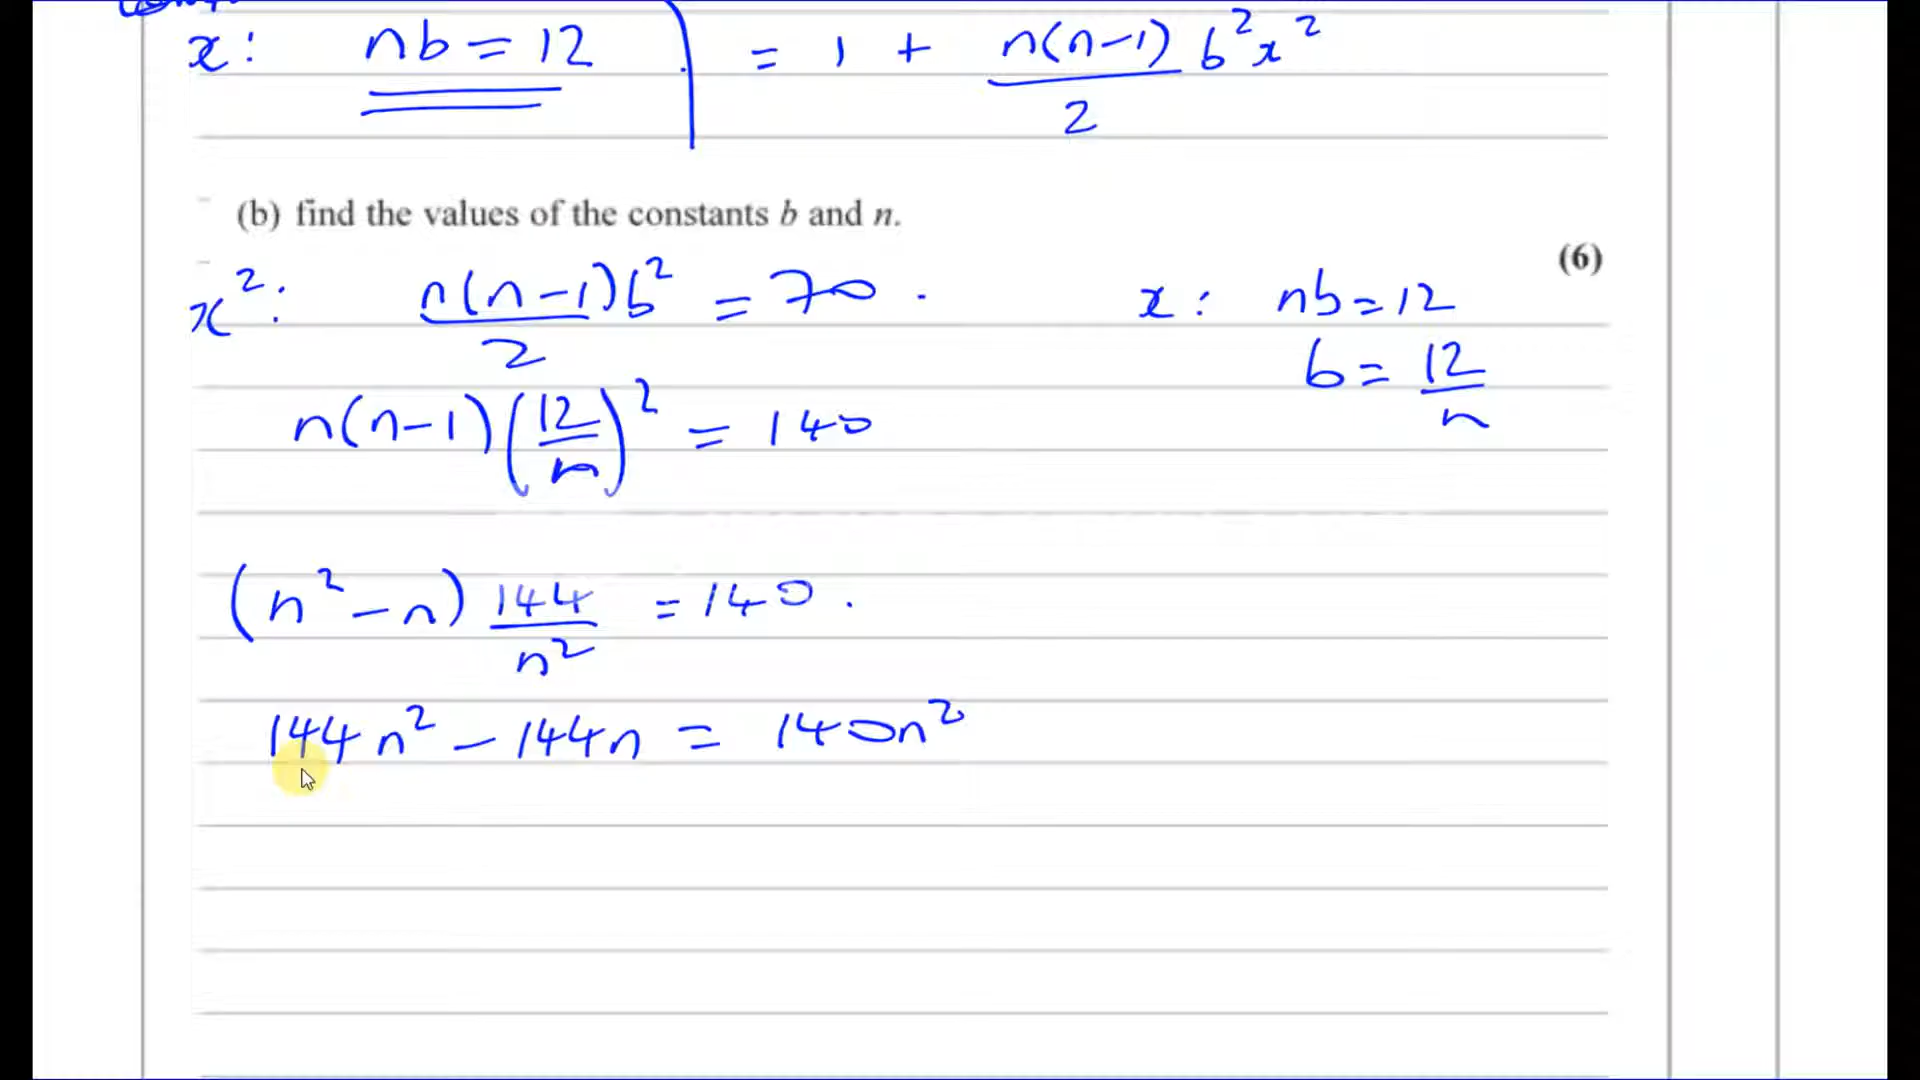 x: nb = 12 = 1 + n(n-1)/2 b²x²
(b) find the values of the constants b and n.
(6)
x²: n(n-1)b²/2 = 70. x: nb = 12
b = 12/n
n(n-1)(12/n)² = 140
(n² - n) 144/n² = 140.
144n² - 144n = 140n²